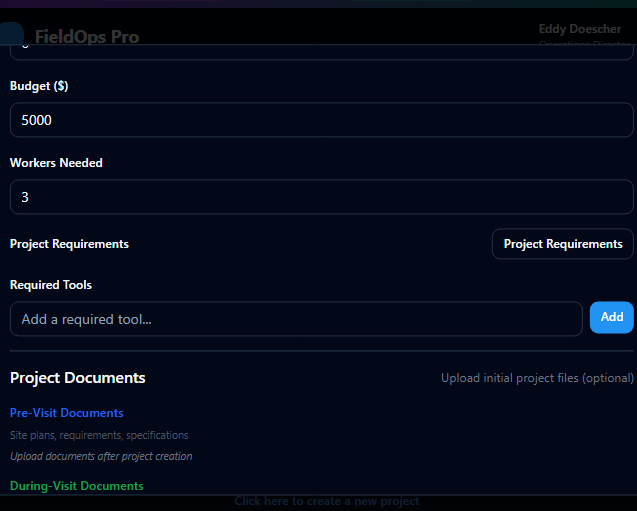 FieldOps Pro
Eddy Doescher
Operations Director
Budget ($)
5000
Workers Needed
3
Project Requirements
Project Requirements
Required Tools
Add a required tool...
Add
Project Documents
Upload initial project files (optional)
Pre-Visit Documents
Site plans, requirements, specifications
Upload documents after project creation
During-Visit Documents
Click here to create a new project